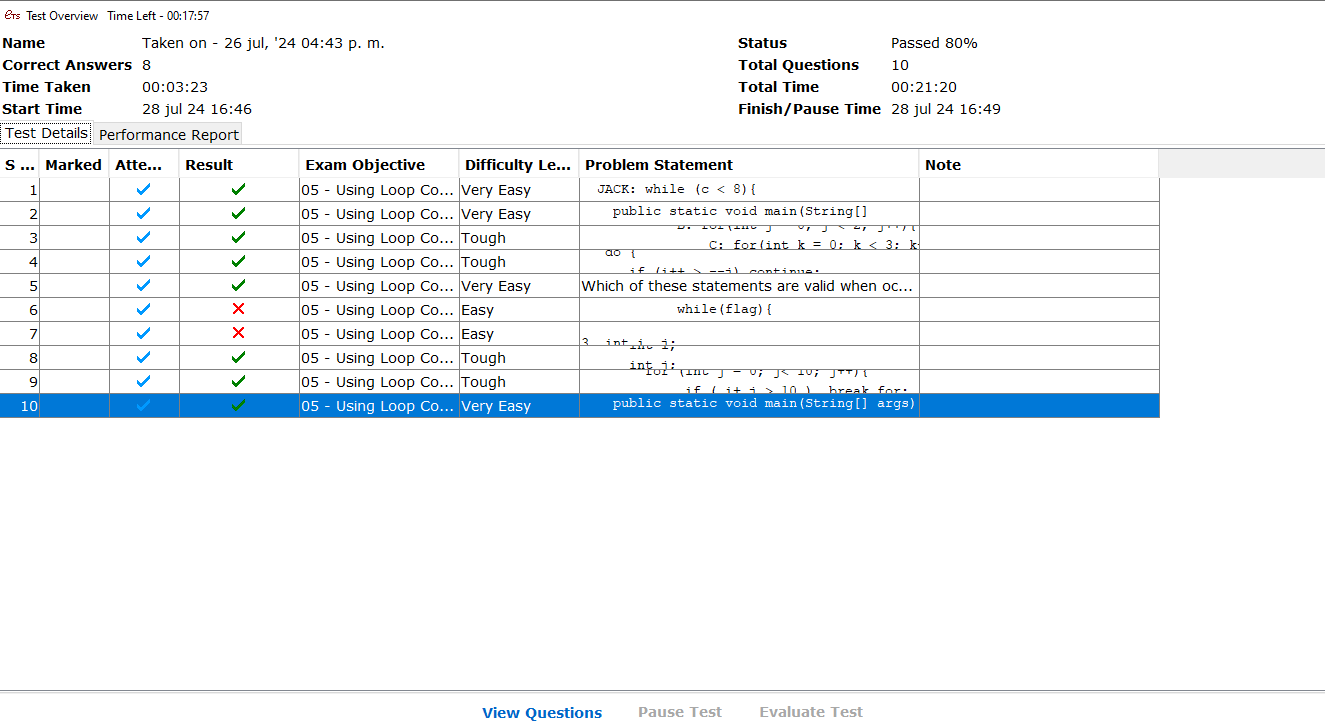 ETS Test Overview Time Left - 00:17:57
Name Taken on - 26 jul, '24 04:43 p. m. Status Passed 80%
Correct Answers 8 Total Questions 10
Time Taken 00:03:23 Total Time 00:21:20
Start Time 28 jul 24 16:46 Finish/Pause Time 28 jul 24 16:49
Test Details Performance Report
S ... Marked Atte... Result Exam Objective Difficulty Le... Problem Statement Note
1 05 - Using Loop Co... Very Easy JACK: while (c < 8){
2 05 - Using Loop Co... Very Easy public static void main(String[]
3 05 - Using Loop Co... Tough B: for(int j = 0; j < 2; j++){
C: for(int k = 0; k < 3; k
4 05 - Using Loop Co... Tough do {
if (i++ > --j) continue;
5 05 - Using Loop Co... Very Easy Which of these statements are valid when oc...
6 05 - Using Loop Co... Easy while(flag){
7 05 - Using Loop Co... Easy
8 05 - Using Loop Co... Tough int i;
int j;
9 05 - Using Loop Co... Tough for (int j = 0; j< 10; j++){
if ( i+ j > 10 ) break for;
10 05 - Using Loop Co... Very Easy public static void main(String[] args)
View Questions Pause Test Evaluate Test